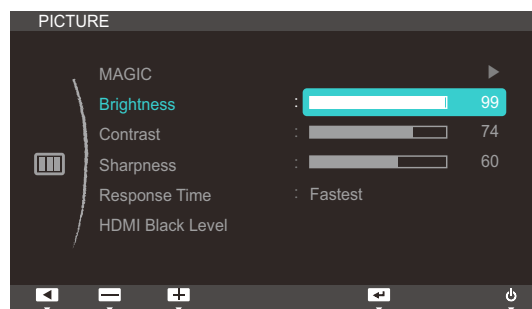 PICTURE
MAGIC
Brightness : 99
Contrast : 74
Sharpness : 60
Response Time : Fastest
HDMI Black Level